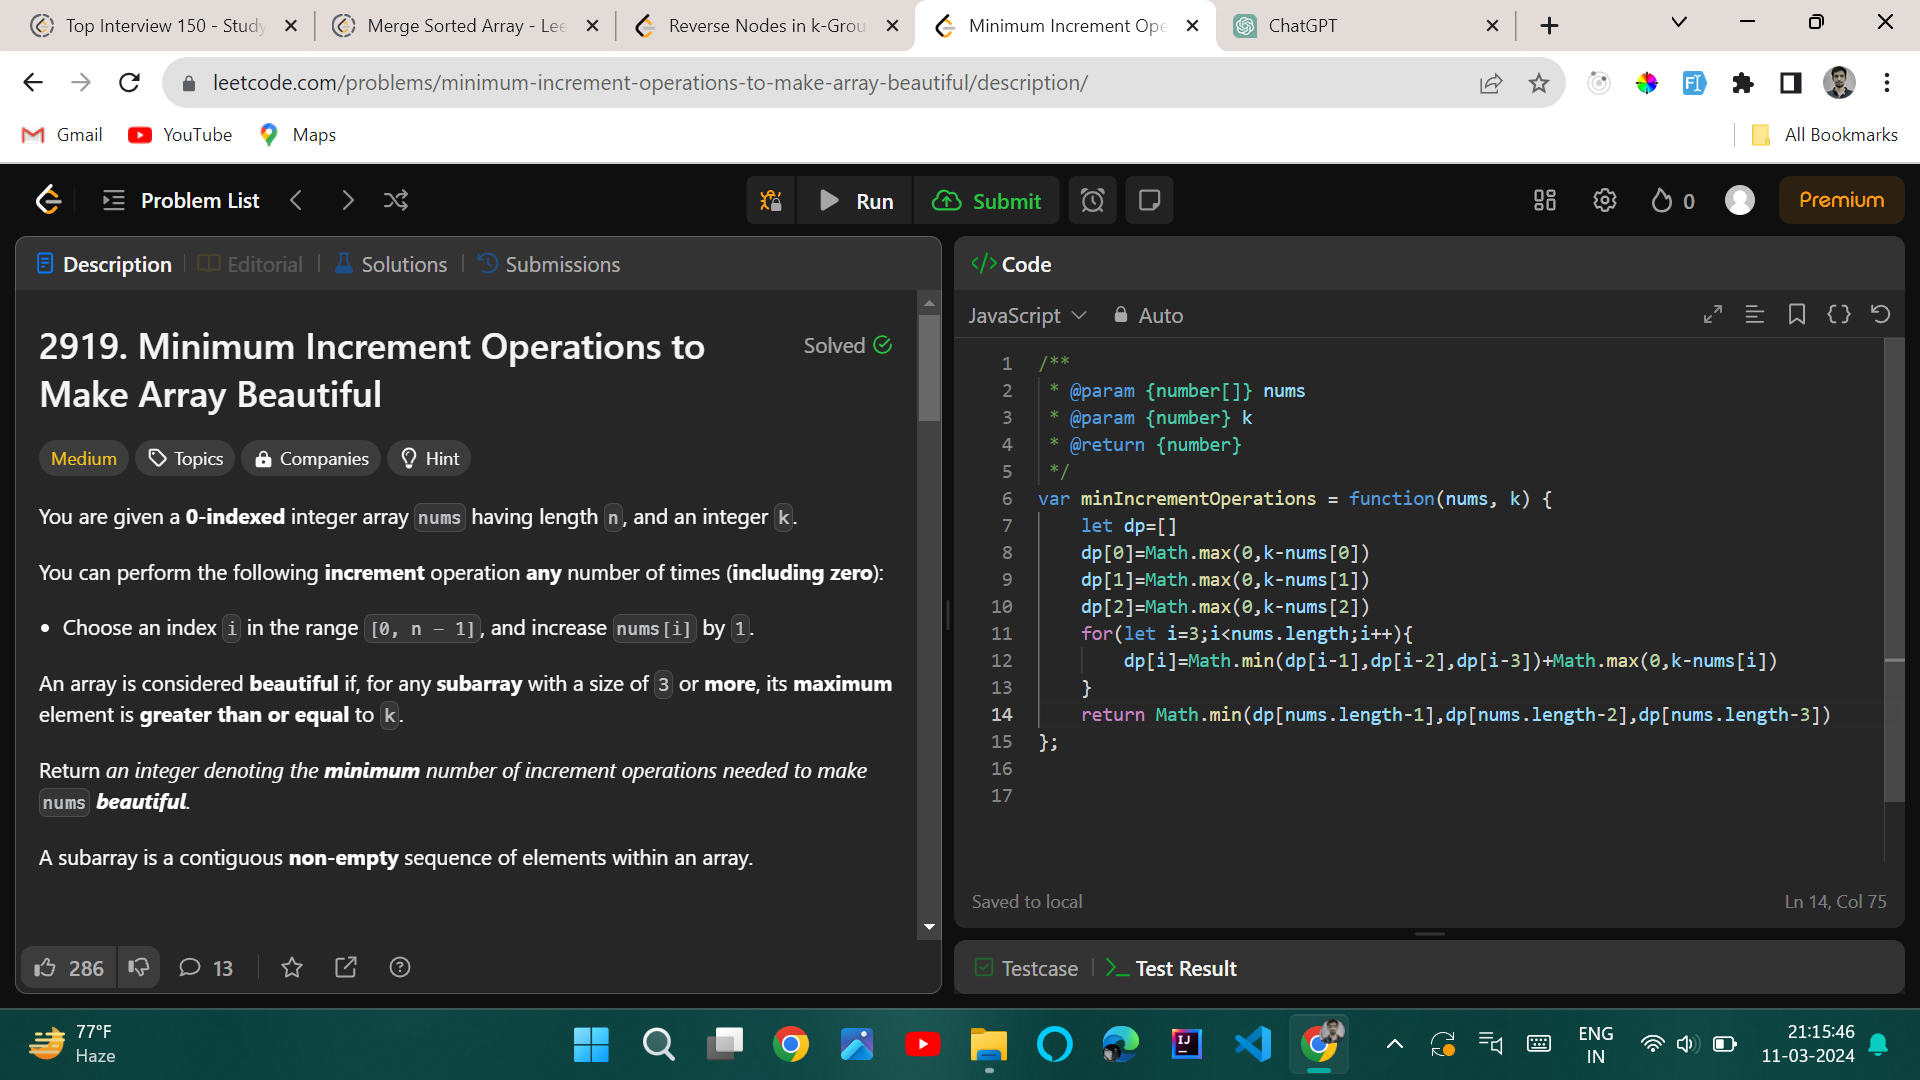 Top Interview 150 - Study
Merge Sorted Array - Lee
Reverse Nodes in k-Grou
Minimum Increment Ope
ChatGPT
leetcode.com/problems/minimum-increment-operations-to-make-array-beautiful/description/
Gmail
YouTube
Maps
All Bookmarks
Problem List
Run
Submit
0
Premium
Description
Editorial
Solutions
Submissions
2919. Minimum Increment Operations to
Make Array Beautiful
Solved
Medium
Topics
Companies
Hint
You are given a 0-indexed integer array nums having length n, and an integer k.
You can perform the following increment operation any number of times (including zero):
• Choose an index i in the range [0, n - 1], and increase nums[i] by 1.
An array is considered beautiful if, for any subarray with a size of 3 or more, its maximum
element is greater than or equal to k.
Return an integer denoting the minimum number of increment operations needed to make
nums beautiful.
A subarray is a contiguous non-empty sequence of elements within an array.
286
13
</> Code
JavaScript
Auto
1 /**
2 * @param {number[]} nums
3 * @param {number} k
4 * @return {number}
5 */
6 var minIncrementOperations = function(nums, k) {
7 let dp=[]
8 dp[0]=Math.max(0,k-nums[0])
9 dp[1]=Math.max(0,k-nums[1])
10 dp[2]=Math.max(0,k-nums[2])
11 for(let i=3;i<nums.length;i++){
12 dp[i]=Math.min(dp[i-1],dp[i-2],dp[i-3])+Math.max(0,k-nums[i])
13 }
14 return Math.min(dp[nums.length-1],dp[nums.length-2],dp[nums.length-3])
15 };
16
17
Saved to local
Ln 14, Col 75
Testcase
Test Result
77°F
Haze
ENG
IN
21:15:46
11-03-2024